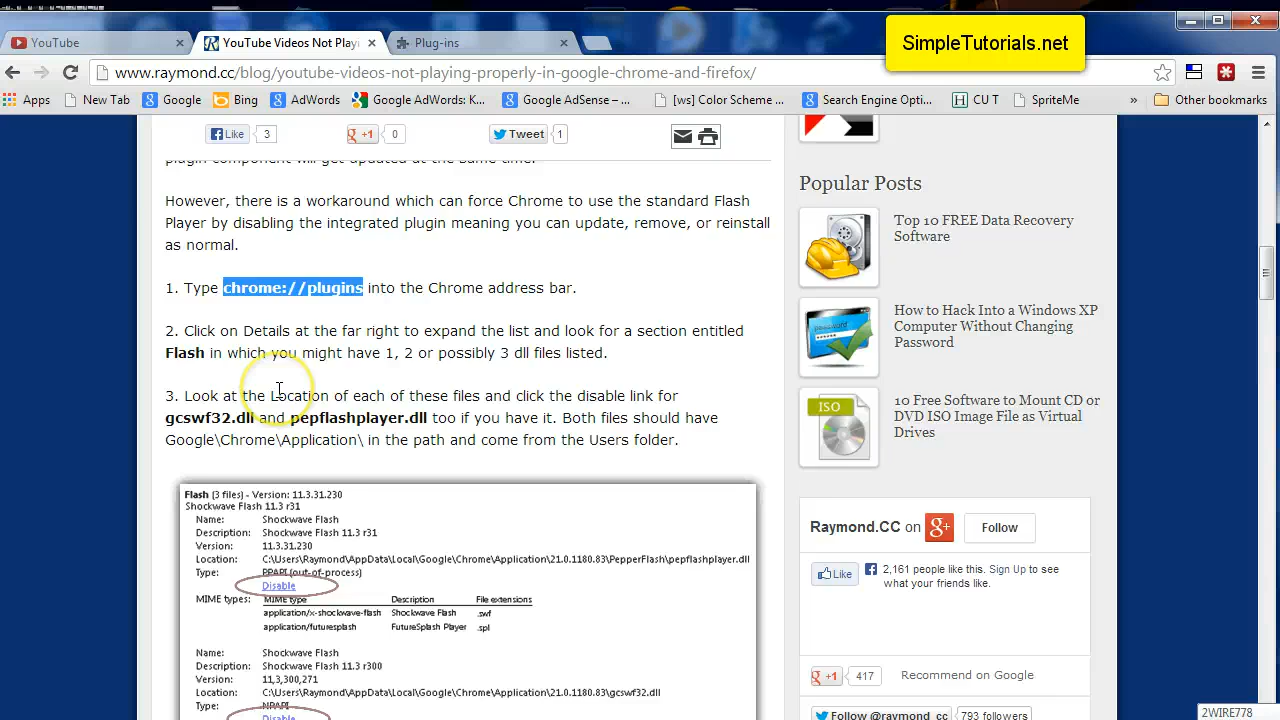 SimpleTutorials.net
YouTube
YouTube Videos Not Play
Plug-ins
www.raymond.cc/blog/youtube-videos-not-playing-properly-in-google-chrome-and-firefox/
Apps
New Tab
Google
Bing
AdWords
Google AdWords: K...
Google AdSense – ...
[ws] Color Scheme ...
Search Engine Opti...
CU T
SpriteMe
»
Other bookmarks
Like 3
+1 0
Tweet 1
plugin component will get updated at the same time.
However, there is a workaround which can force Chrome to use the standard Flash
Player by disabling the integrated plugin meaning you can update, remove, or reinstall
as normal.
1. Type chrome://plugins into the Chrome address bar.
2. Click on Details at the far right to expand the list and look for a section entitled
Flash in which you might have 1, 2 or possibly 3 dll files listed.
3. Look at the Location of each of these files and click the disable link for
gcswf32.dll and pepflashplayer.dll too if you have it. Both files should have
Google\Chrome\Application\ in the path and come from the Users folder.
Flash (3 files) - Version: 11.3.31.230
Shockwave Flash 11.3 r31
Name: Shockwave Flash
Description: Shockwave Flash 11.3 r31
Version: 11.3.31.230
Location: C:\Users\Raymond\AppData\Local\Google\Chrome\Application\21.0.1180.83\PepperFlash\pepflashplayer.dll
Type: PPAPI (out-of-process)
Disable
MIME types: MIME type Description File extensions
application/x-shockwave-flash Shockwave Flash .swf
application/futuresplash FutureSplash Player .spl
Name: Shockwave Flash
Description: Shockwave Flash 11.3 r300
Version: 11,3,300,271
Location: C:\Users\Raymond\AppData\Local\Google\Chrome\Application\21.0.1180.83\gcswf32.dll
Type: NPAPI
Disable
Popular Posts
Top 10 FREE Data Recovery
Software
How to Hack Into a Windows XP
Computer Without Changing
Password
ISO
10 Free Software to Mount CD or
DVD ISO Image File as Virtual
Drives
Raymond.CC on g+ Follow
Like
2,161 people like this. Sign Up to see
what your friends like.
+1 417 Recommend on Google
Follow @raymond_cc 793 followers
2WIRE778